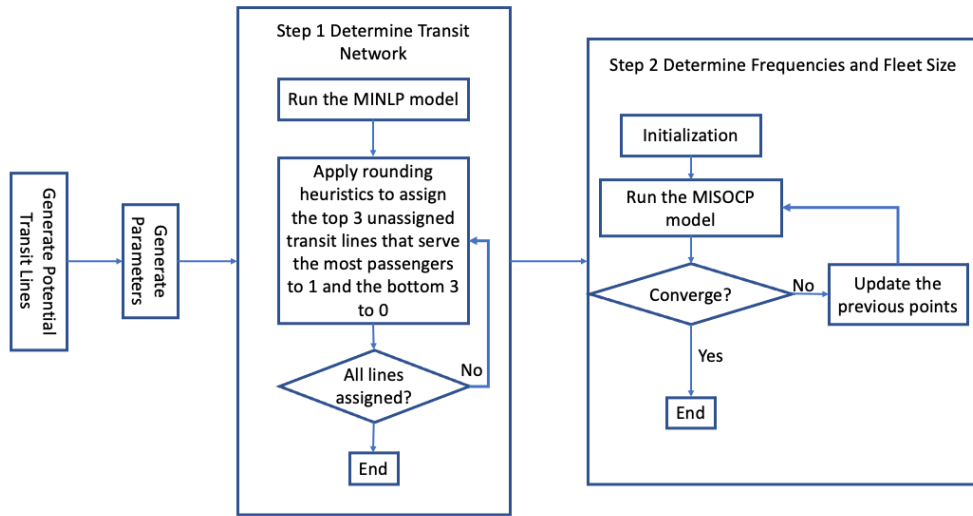 Generate Potential
Transit Lines
Generate
Parameters
Step 1 Determine Transit
Network
Run the MINLP model
Apply rounding
heuristics to assign
the top 3 unassigned
transit lines that serve
the most passengers
to 1 and the bottom 3
to 0
All lines
assigned?
No
End
Step 2 Determine Frequencies and Fleet Size
Initialization
Run the MISOCP
model
Converge?
No
Update the
previous points
Yes
End